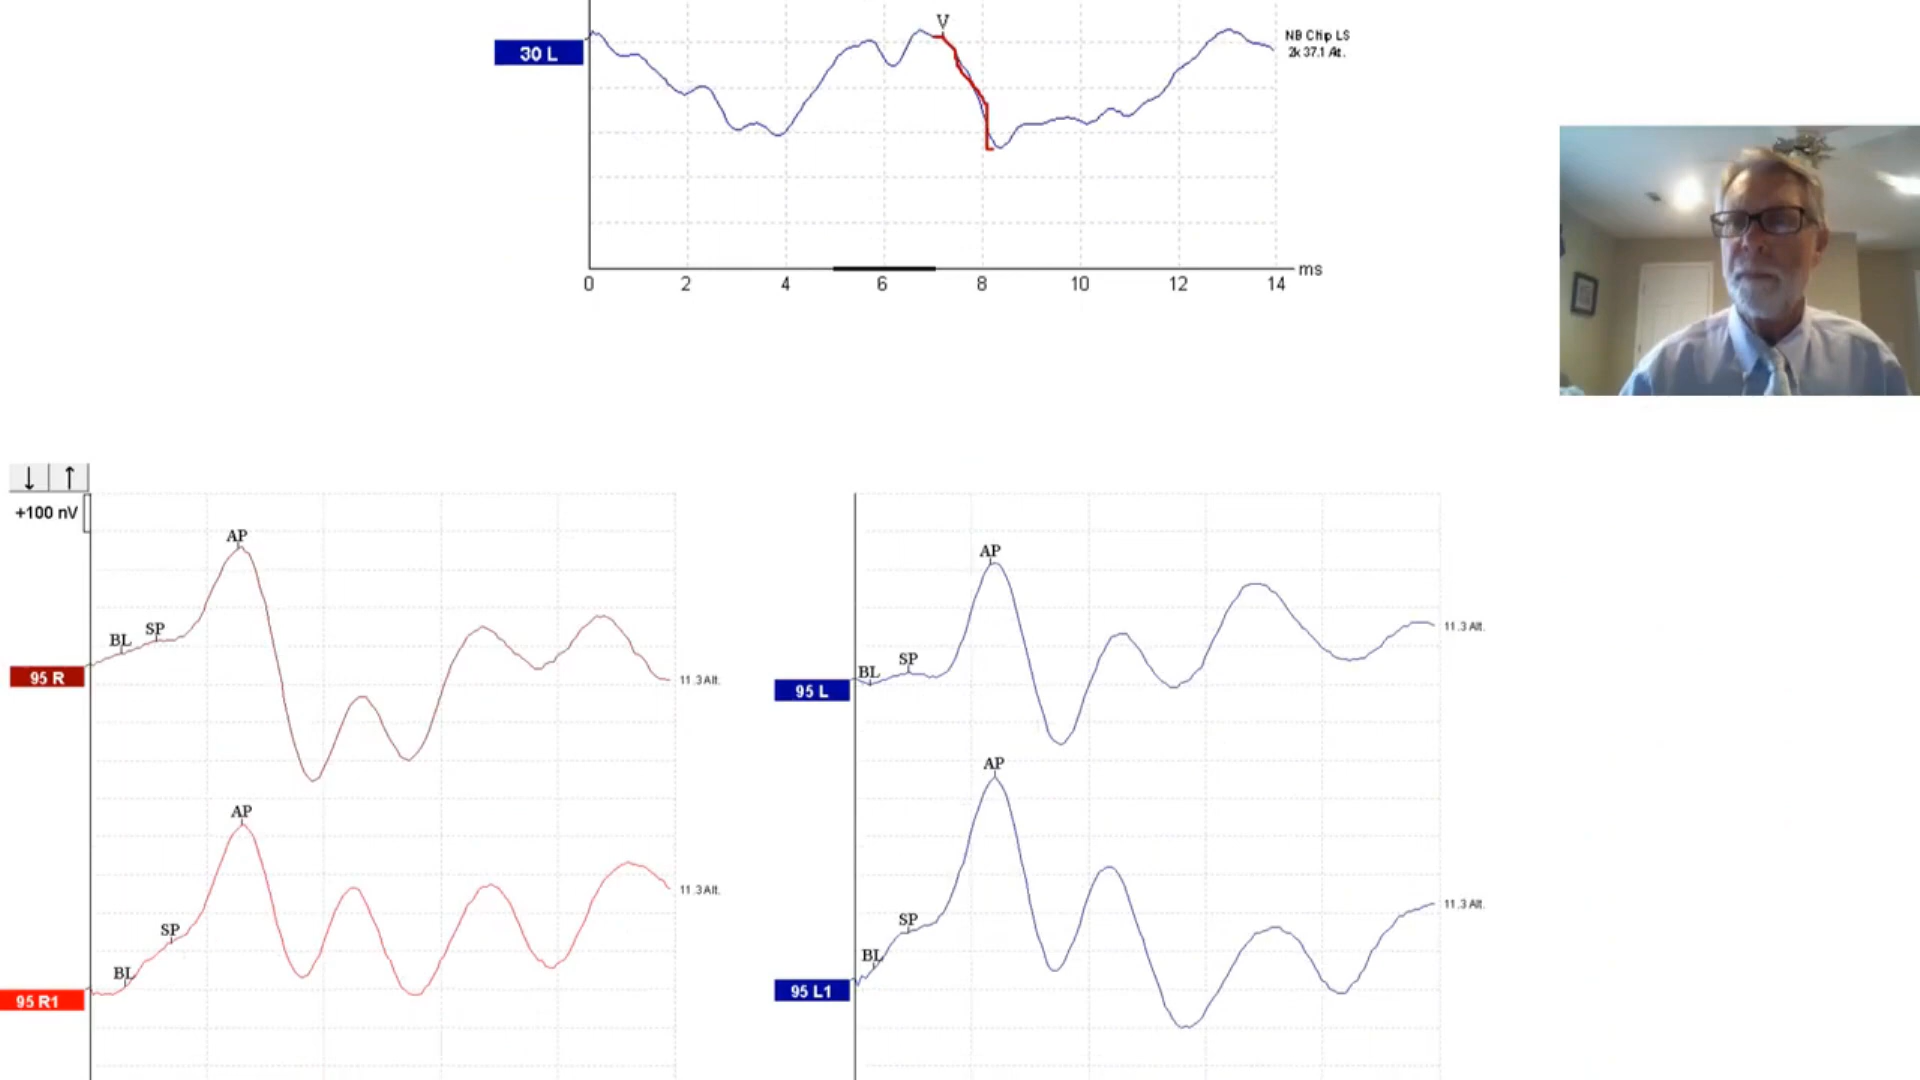 V
30 L
NB Chip LS
2k 37.1 Alt.
ms
0 2 4 6 8 10 12 14
↓ ↑
+100 nV
AP
BL
SP
95 R
11.3 Alt.
AP
SP
BL
95 R1
11.3 Alt.
AP
BL
SP
95 L
11.3 Alt.
AP
SP
BL
95 L1
11.3 Alt.